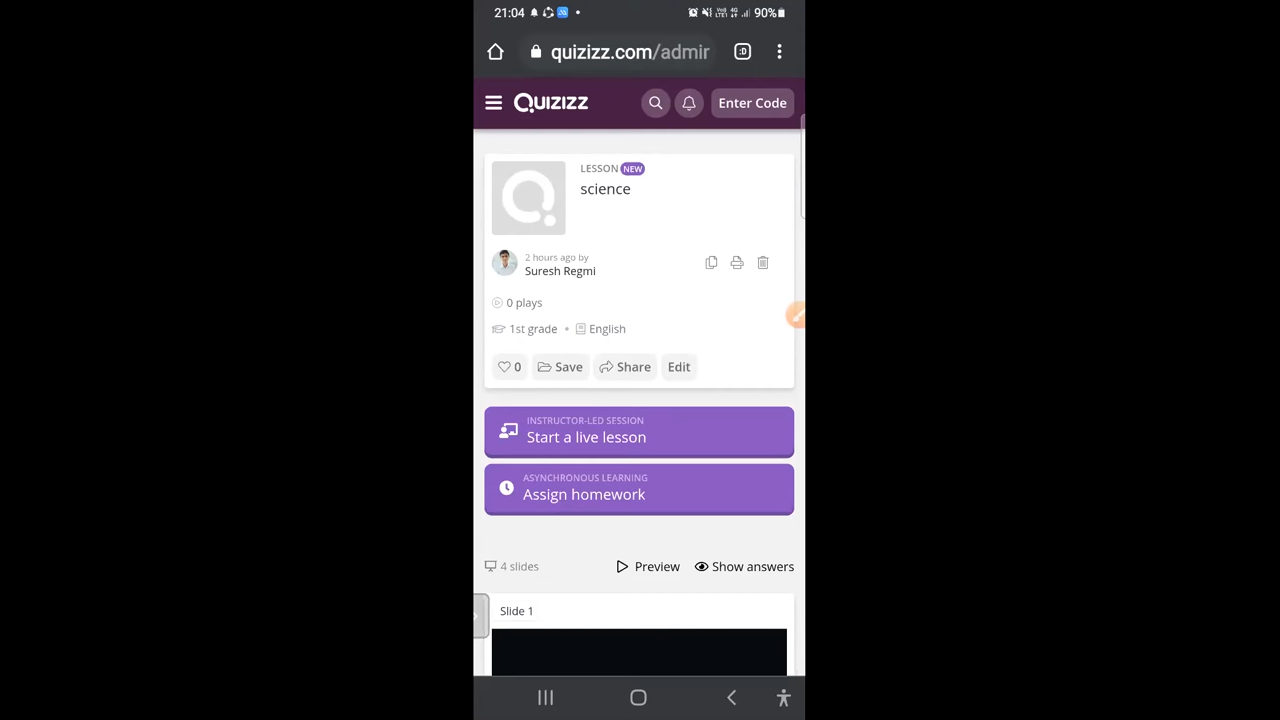 21:04 90%
quizizz.com/admir :D
Quizizz Enter Code
LESSON NEW
science
2 hours ago by
Suresh Regmi
0 plays
1st grade • English
0 Save Share Edit
INSTRUCTOR-LED SESSION
Start a live lesson
ASYNCHRONOUS LEARNING
Assign homework
4 slides Preview Show answers
Slide 1